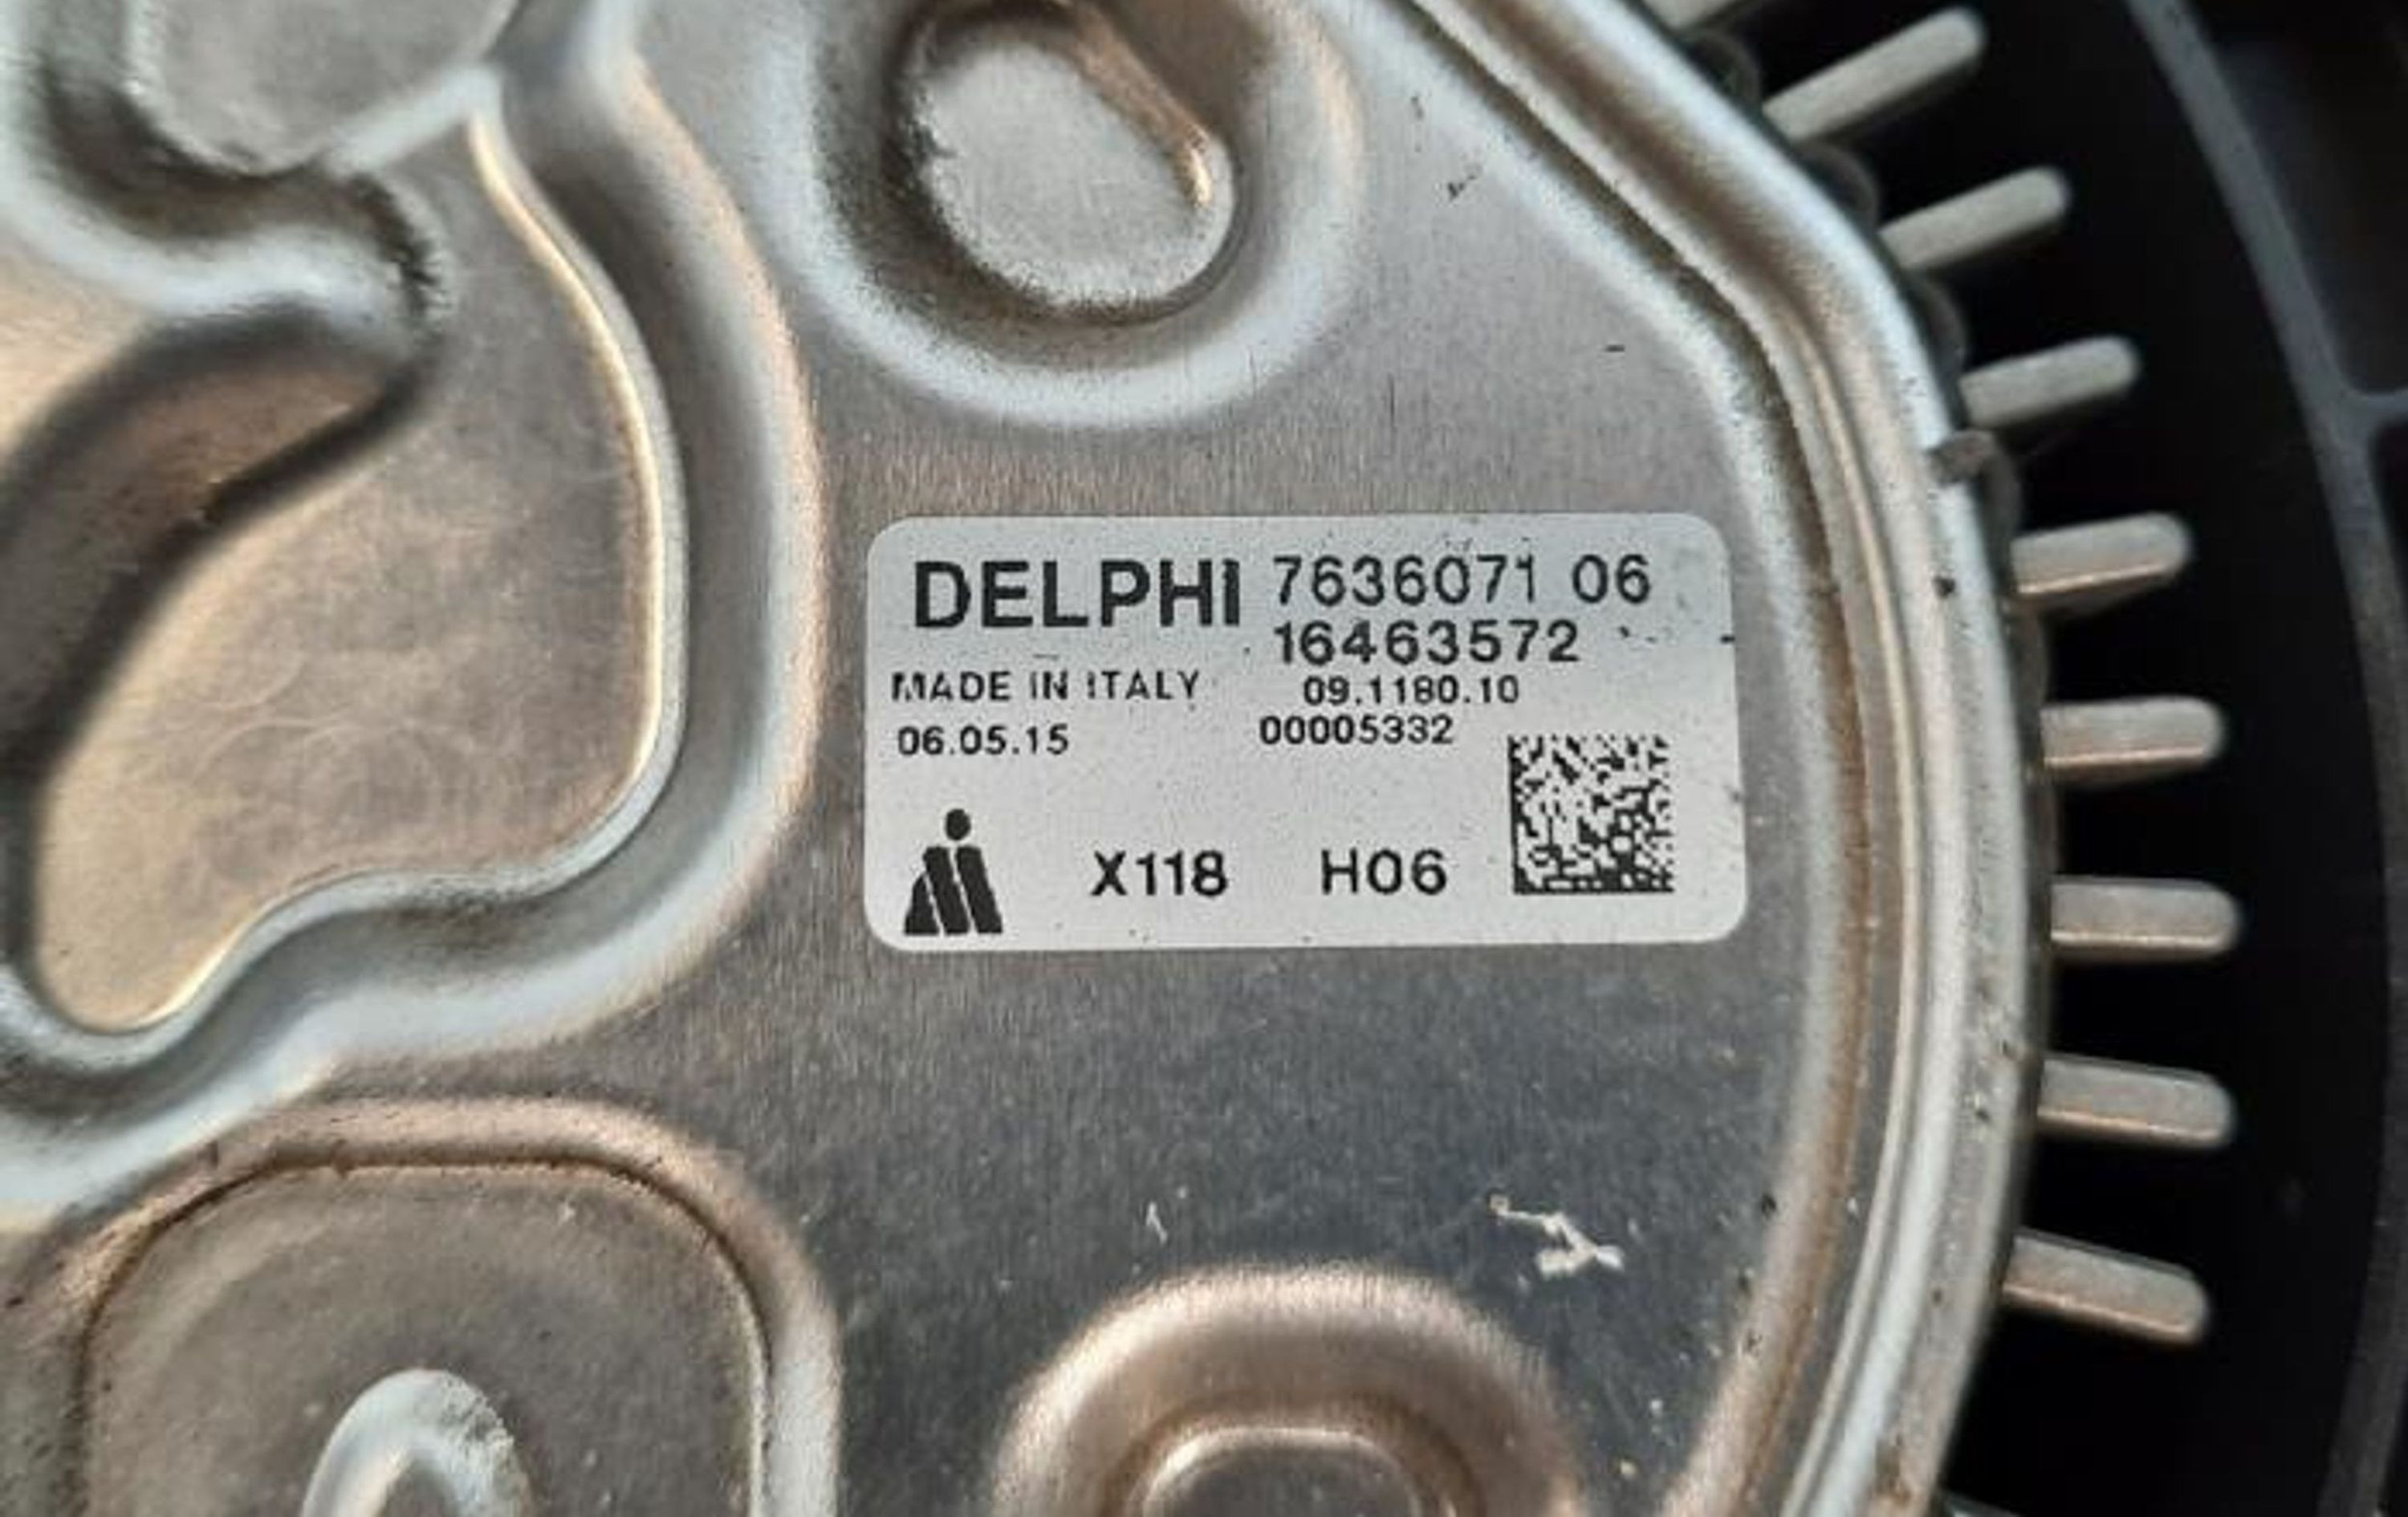 DELPHI 7636071 06
16463572
MADE IN ITALY 09.1180.10
06.05.15 00005332
X118 H06